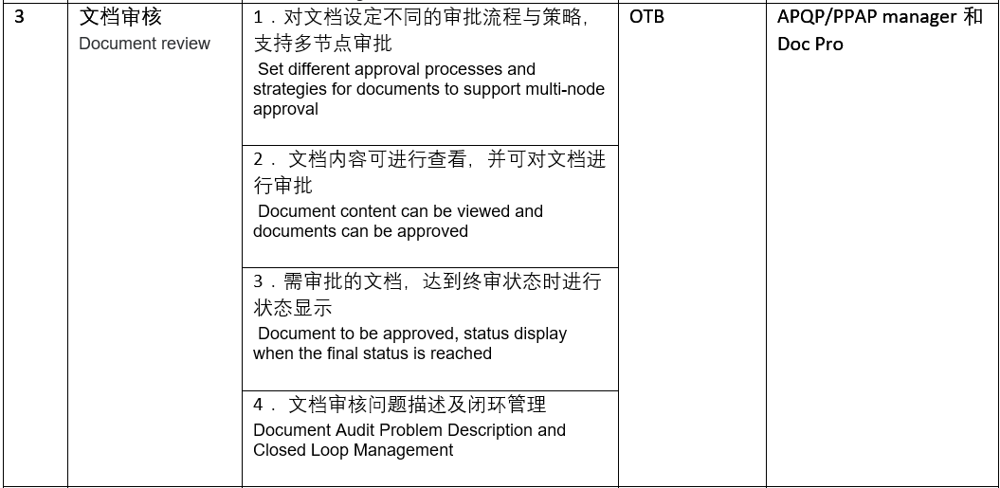 3
文档审核
Document review
1．对文档设定不同的审批流程与策略，
支持多节点审批
Set different approval processes and
strategies for documents to support multi-node
approval
2． 文档内容可进行查看，并可对文档进
行审批
Document content can be viewed and
documents can be approved
3．需审批的文档，达到终审状态时进行
状态显示
Document to be approved, status display
when the final status is reached
4． 文档审核问题描述及闭环管理
Document Audit Problem Description and
Closed Loop Management
OTB
APQP/PPAP manager 和
Doc Pro